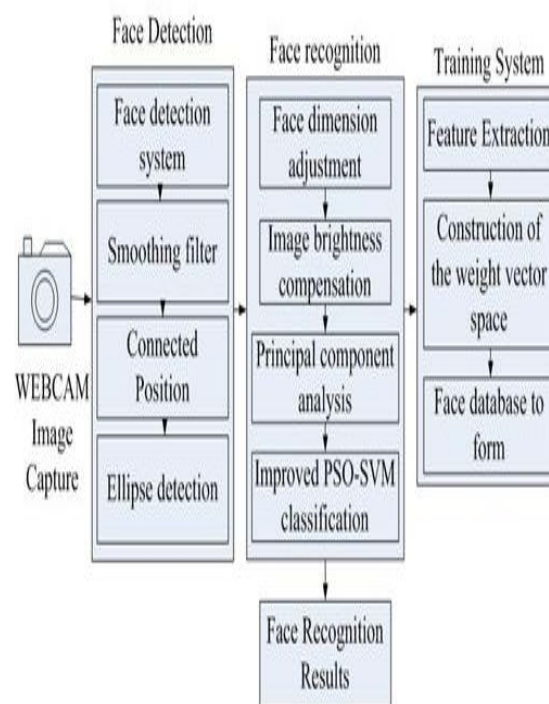 Face Detection
Face detection
system
Smoothing filter
Connected
Position
Ellipse detection
WEBCAM
Image
Capture
Face recognition
Face dimension
adjustment
Image brightness
compensation
Principal component
analysis
Improved PSO-SVM
classification
Face Recognition
Results
Training System
Feature Extraction
Construction of
the weight vector
space
Face database to
form